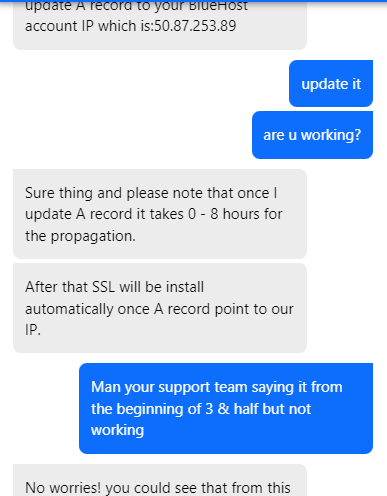 update A record to your BlueHost
account IP which is:50.87.253.89
update it
are u working?
Sure thing and please note that once I
update A record it takes 0 - 8 hours for
the propagation.
After that SSL will be install
automatically once A record point to our
IP.
Man your support team saying it from
the beginning of 3 & half but not
working
No worries! you could see that from this